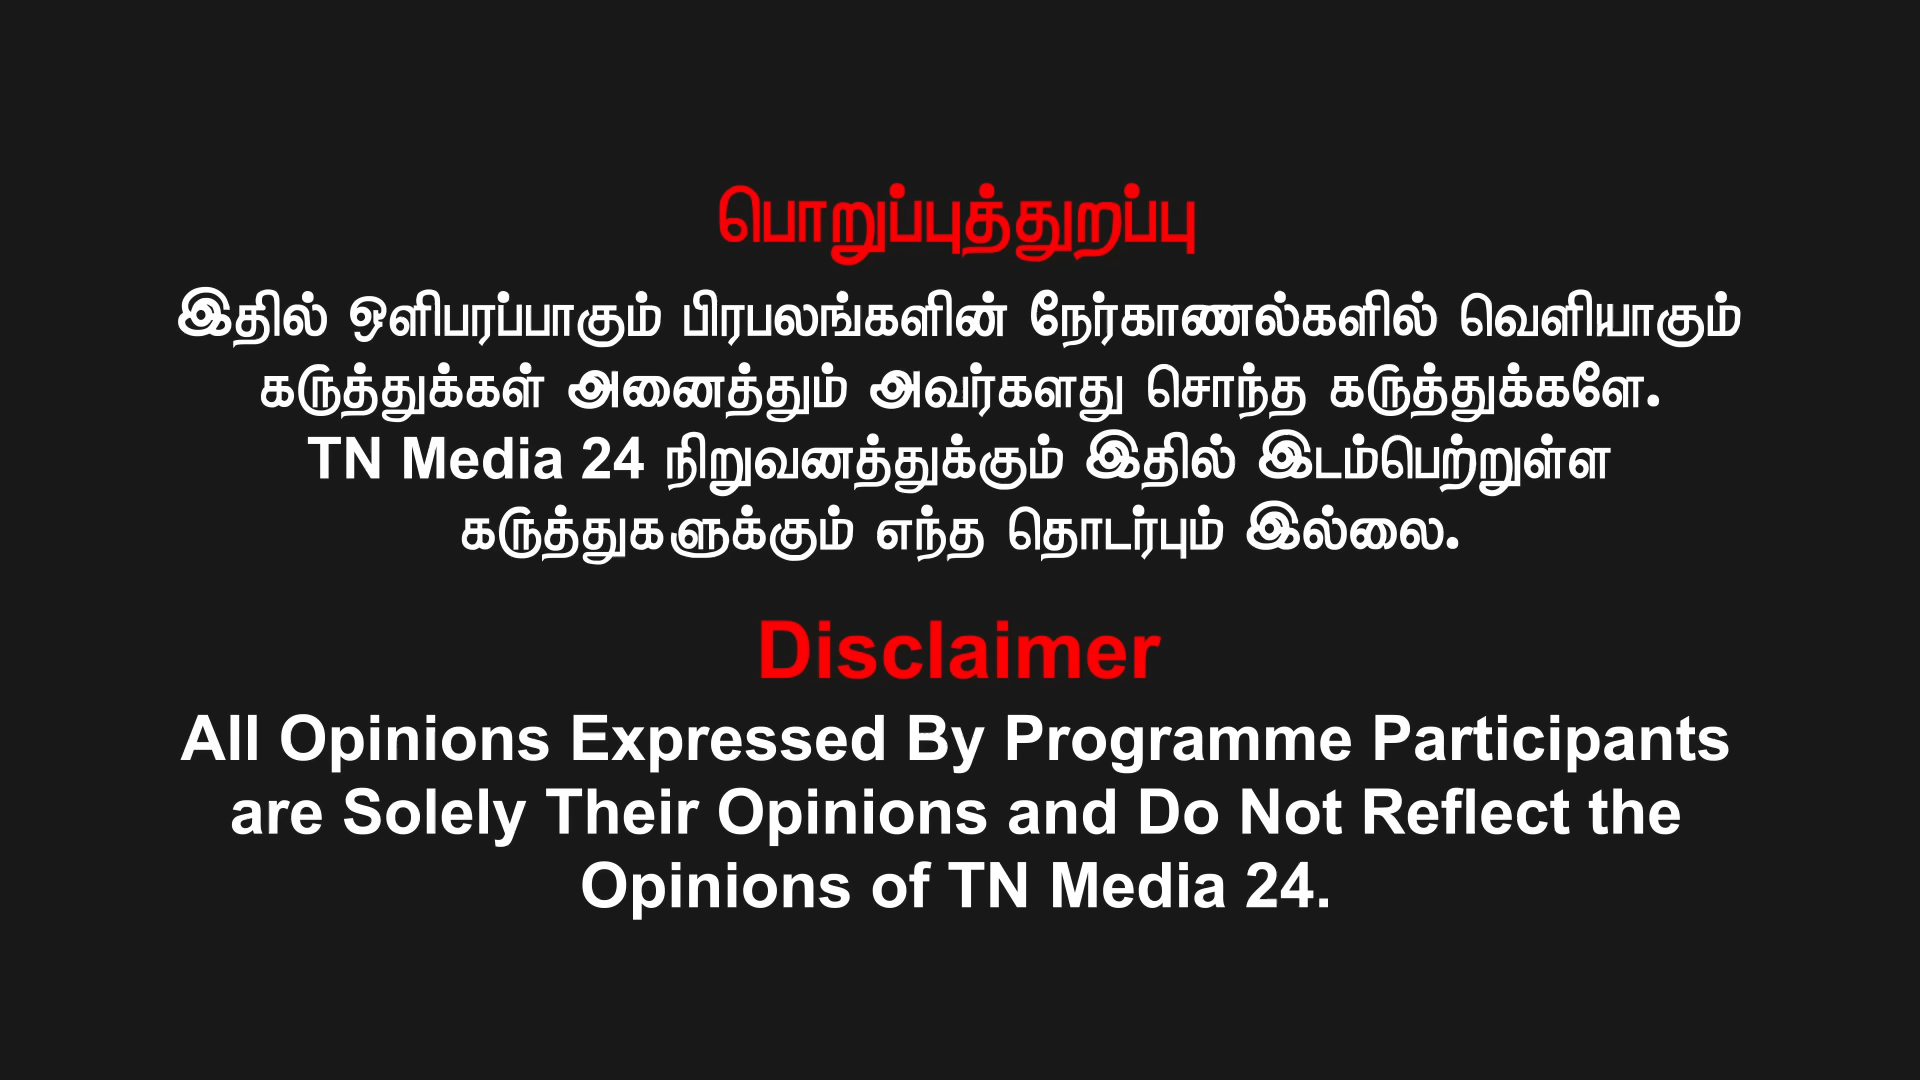 பொறுப்புத்துறப்பு
இதில் ஒளிபரப்பாகும் பிரபலங்களின் நேர்காணல்களில் வெளியாகும்
கருத்துக்கள் அனைத்தும் அவர்களது சொந்த கருத்துக்களே.
TN Media 24 நிறுவனத்துக்கும் இதில் இடம்பெற்றுள்ள
கருத்துகளுக்கும் எந்த தொடர்பும் இல்லை.
Disclaimer
All Opinions Expressed By Programme Participants
are Solely Their Opinions and Do Not Reflect the
Opinions of TN Media 24.